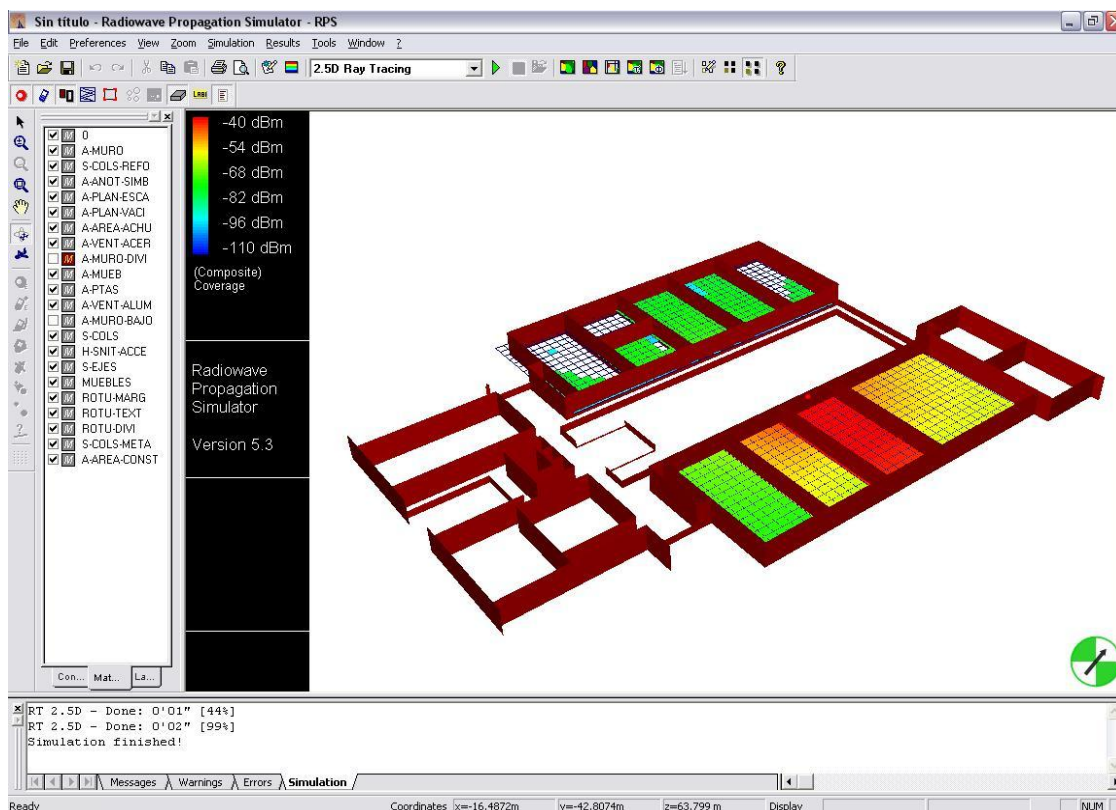 Sin título - Radiowave Propagation Simulator - RPS
File Edit Preferences View Zoom Simulation Results Tools Window ?
2.5D Ray Tracing
LRBI
0
A-MURO
S-COLS-REFO
A-ANOT-SIMB
A-PLAN-ESCA
A-PLAN-VACI
A-AREA-ACHU
A-VENT-ACER
A-MURO-DIVI
A-MUEB
A-PTAS
A-VENT-ALUM
A-MURO-BAJO
S-COLS
H-SNIT-ACCE
S-EJES
MUEBLES
ROTU-MARG
ROTU-TEXT
ROTU-DIVI
S-COLS-META
A-AREA-CONST
Con... Mat... La...
-40 dBm
-54 dBm
-68 dBm
-82 dBm
-96 dBm
-110 dBm
(Composite)
Coverage
Radiowave
Propagation
Simulator
Version 5.3
RT 2.5D - Done: 0'01" [44%]
RT 2.5D - Done: 0'02" [99%]
Simulation finished!
Messages Warnings Errors Simulation
Ready Coordinates x=-16.4872m y=-42.8074m z=63.799 m Display NUM